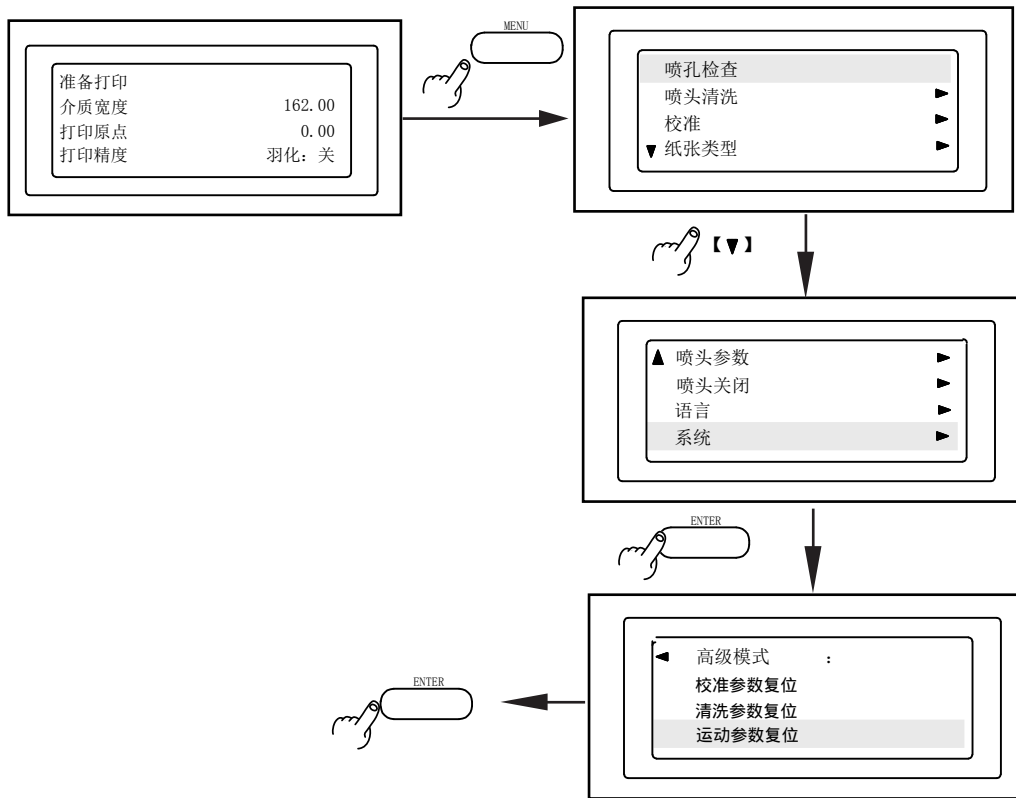 准备打印
介质宽度 162.00
打印原点 0.00
打印精度 羽化：关
MENU
喷孔检查
喷头清洗 ►
校准 ►
▼ 纸张类型 ►
【▼】
▲ 喷头参数 ►
喷头关闭 ►
语言 ►
系统 ►
ENTER
◄ 高级模式 ：
校准参数复位
清洗参数复位
运动参数复位
ENTER